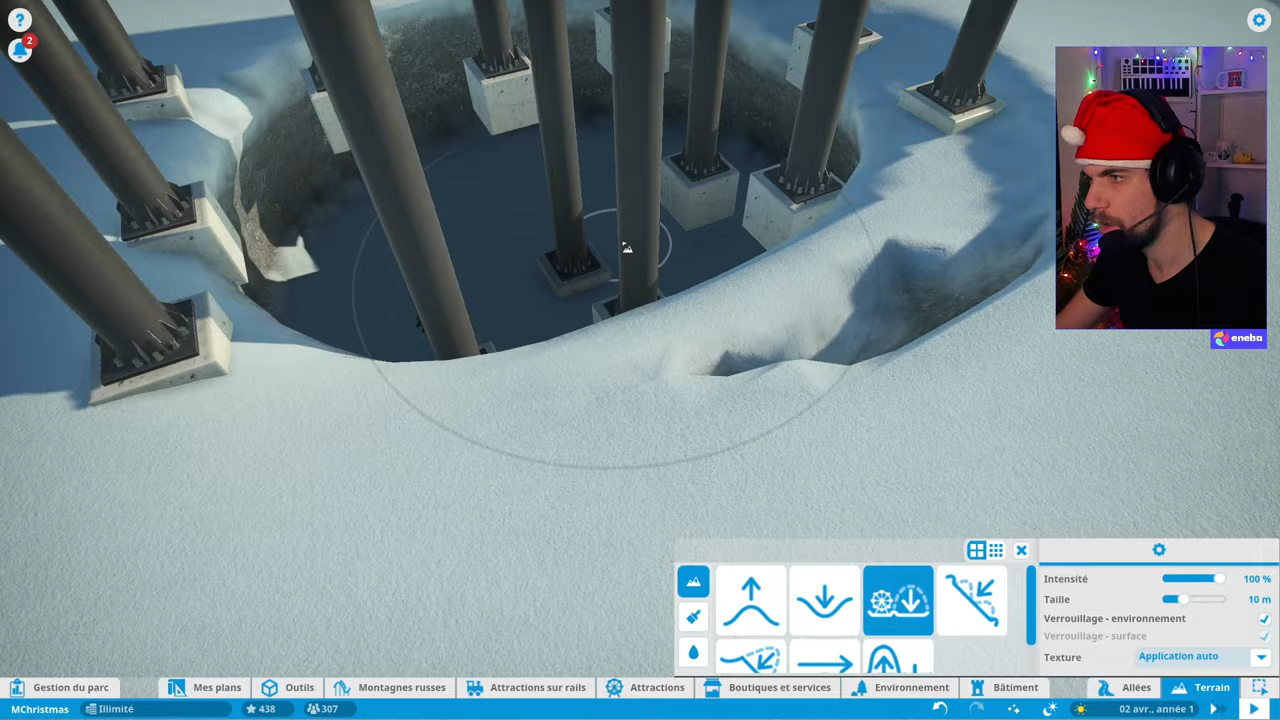 ?
2
eneba
Intensité 100 %
Taille 10 m
Verrouillage - environnement
Verrouillage - surface
Texture Application auto
Gestion du parc Mes plans Outils Montagnes russes Attractions sur rails Attractions Boutiques et services Environnement Bâtiment Allées Terrain
MChristmas Illimité 438 307 02 avr., année 1